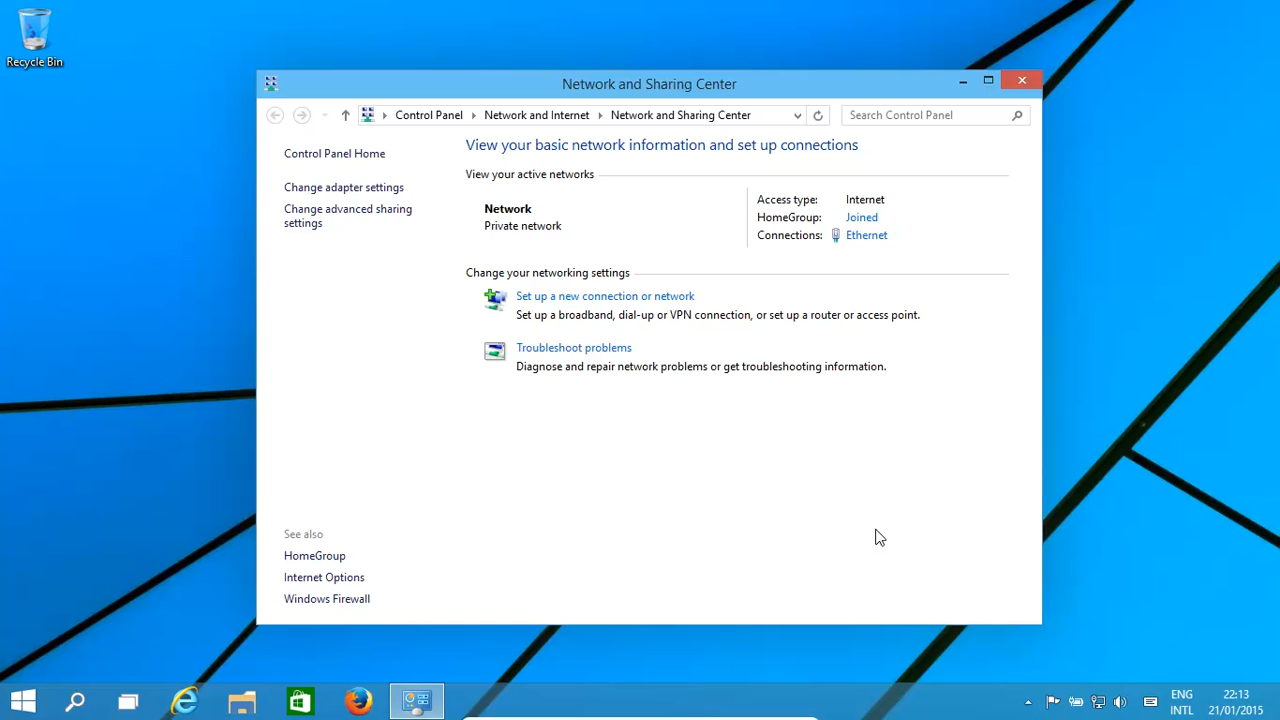 Recycle Bin
Network and Sharing Center
Control Panel Network and Internet Network and Sharing Center
Search Control Panel
Control Panel Home
Change adapter settings
Change advanced sharing
settings
See also
HomeGroup
Internet Options
Windows Firewall
View your basic network information and set up connections
View your active networks
Network
Private network
Access type: Internet
HomeGroup: Joined
Connections: Ethernet
Change your networking settings
Set up a new connection or network
Set up a broadband, dial-up or VPN connection, or set up a router or access point.
Troubleshoot problems
Diagnose and repair network problems or get troubleshooting information.
ENG
INTL
22:13
21/01/2015